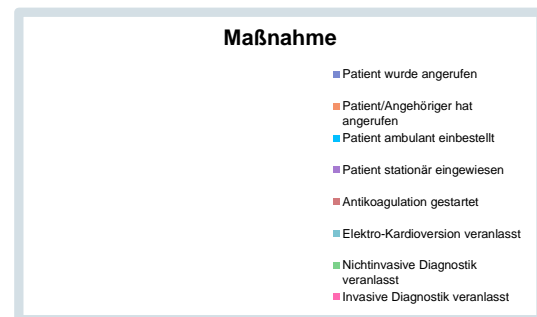 Maßnahme
Patient wurde angerufen
Patient/Angehöriger hat
angerufen
Patient ambulant einbestellt
Patient stationär eingewiesen
Antikoagulation gestartet
Elektro-Kardioversion veranlasst
Nichtinvasive Diagnostik
veranlasst
Invasive Diagnostik veranlasst